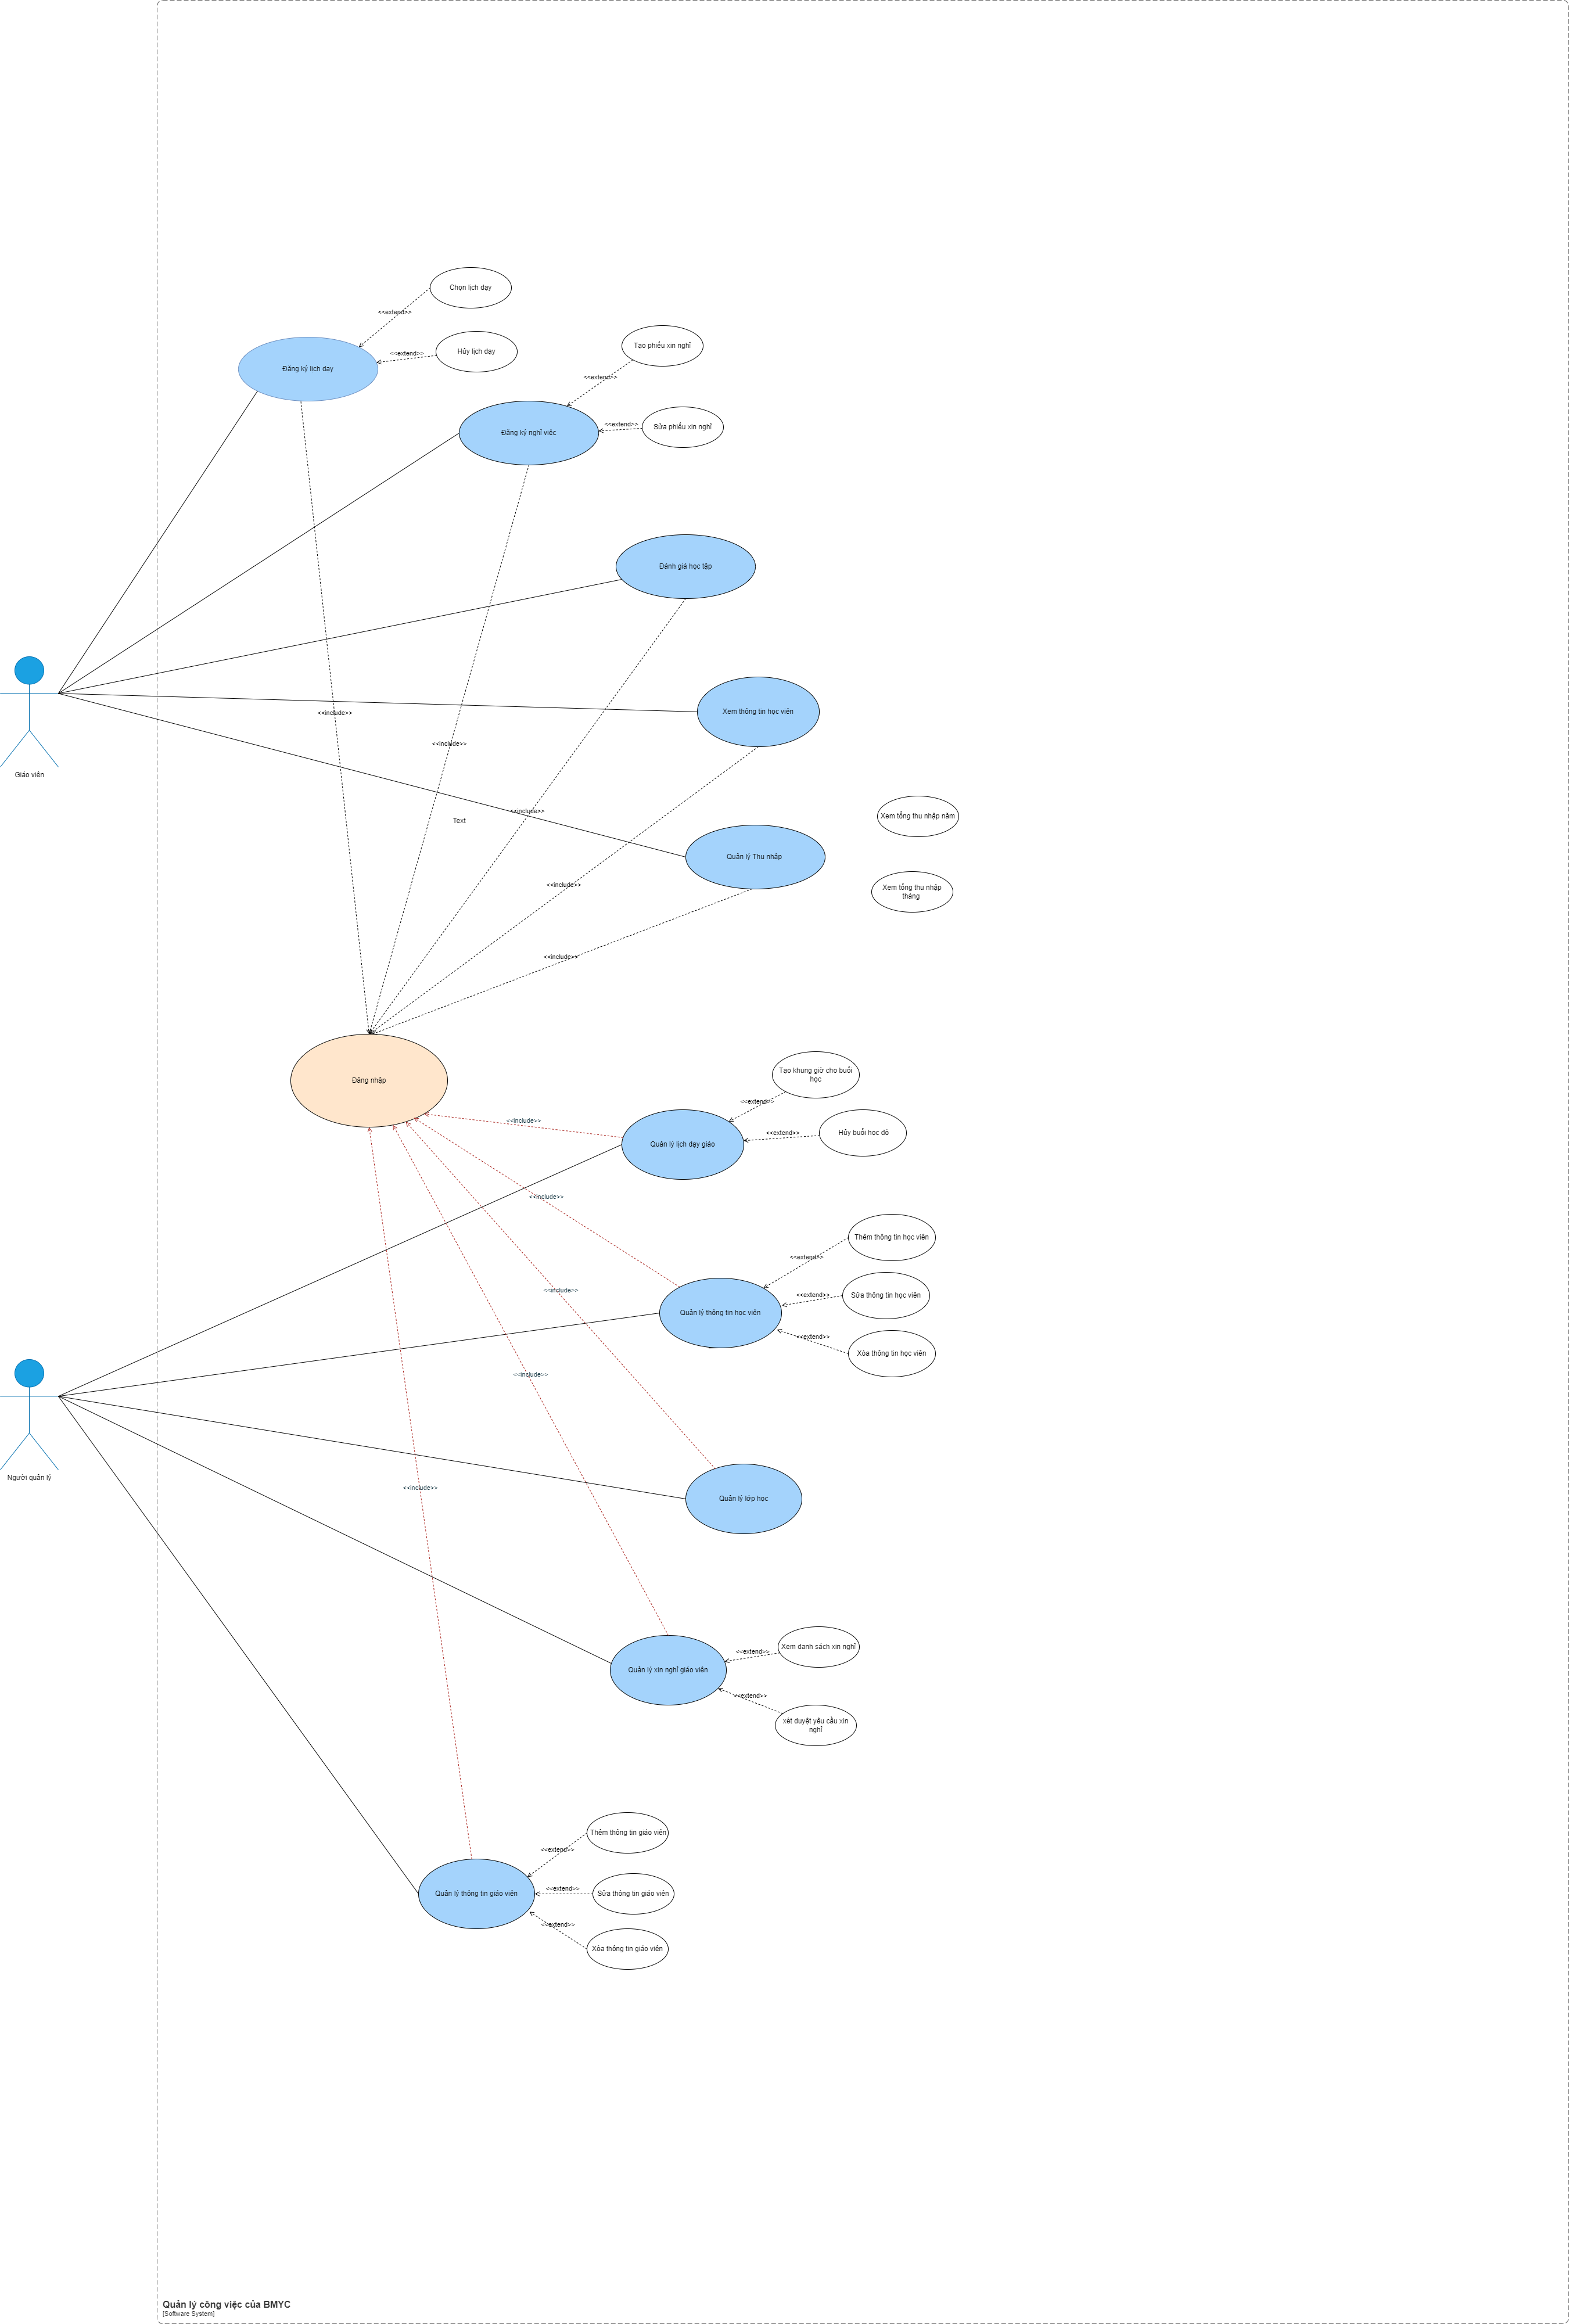 Chọn lịch dạy
<<extend>>
Hủy lịch dạy
<<extend>>
Đăng ký lịch dạy
Tạo phiếu xin nghỉ
<<extend>>
Sửa phiếu xin nghỉ
<<extend>>
Đăng ký nghỉ việc
Đánh giá học tập
Xem thông tin học viên
<<include>>
<<include>>
Giáo viên
<<include>>
Text
Xem tổng thu nhập năm
Quản lý Thu nhập
<<include>>
Xem tổng thu nhập
tháng
<<include>>
Đăng nhập
Tạo khung giờ cho buổi
học
<<extend>>
<<include>>
Hủy buổi học đó
<<extend>>
Quản lý lịch dạy giáo
<<include>>
Thêm thông tin học viên
<<extend>>
<<include>>
Sửa thông tin học viên
<<extend>>
Quản lý thông tin học viên
<<extend>>
Xóa thông tin học viên
<<include>>
Người quản lý
<<include>>
Quản lý lớp học
Xem danh sách xin nghỉ
<<extend>>
Quản lý xin nghỉ giáo viên
<<extend>>
xét duyệt yêu cầu xin
nghỉ
Thêm thông tin giáo viên
<<extend>>
<<extend>>
Quản lý thông tin giáo viên
Sửa thông tin giáo viên
<<extend>>
Xóa thông tin giáo viên
Quản lý công việc của BMYC
[Software System]